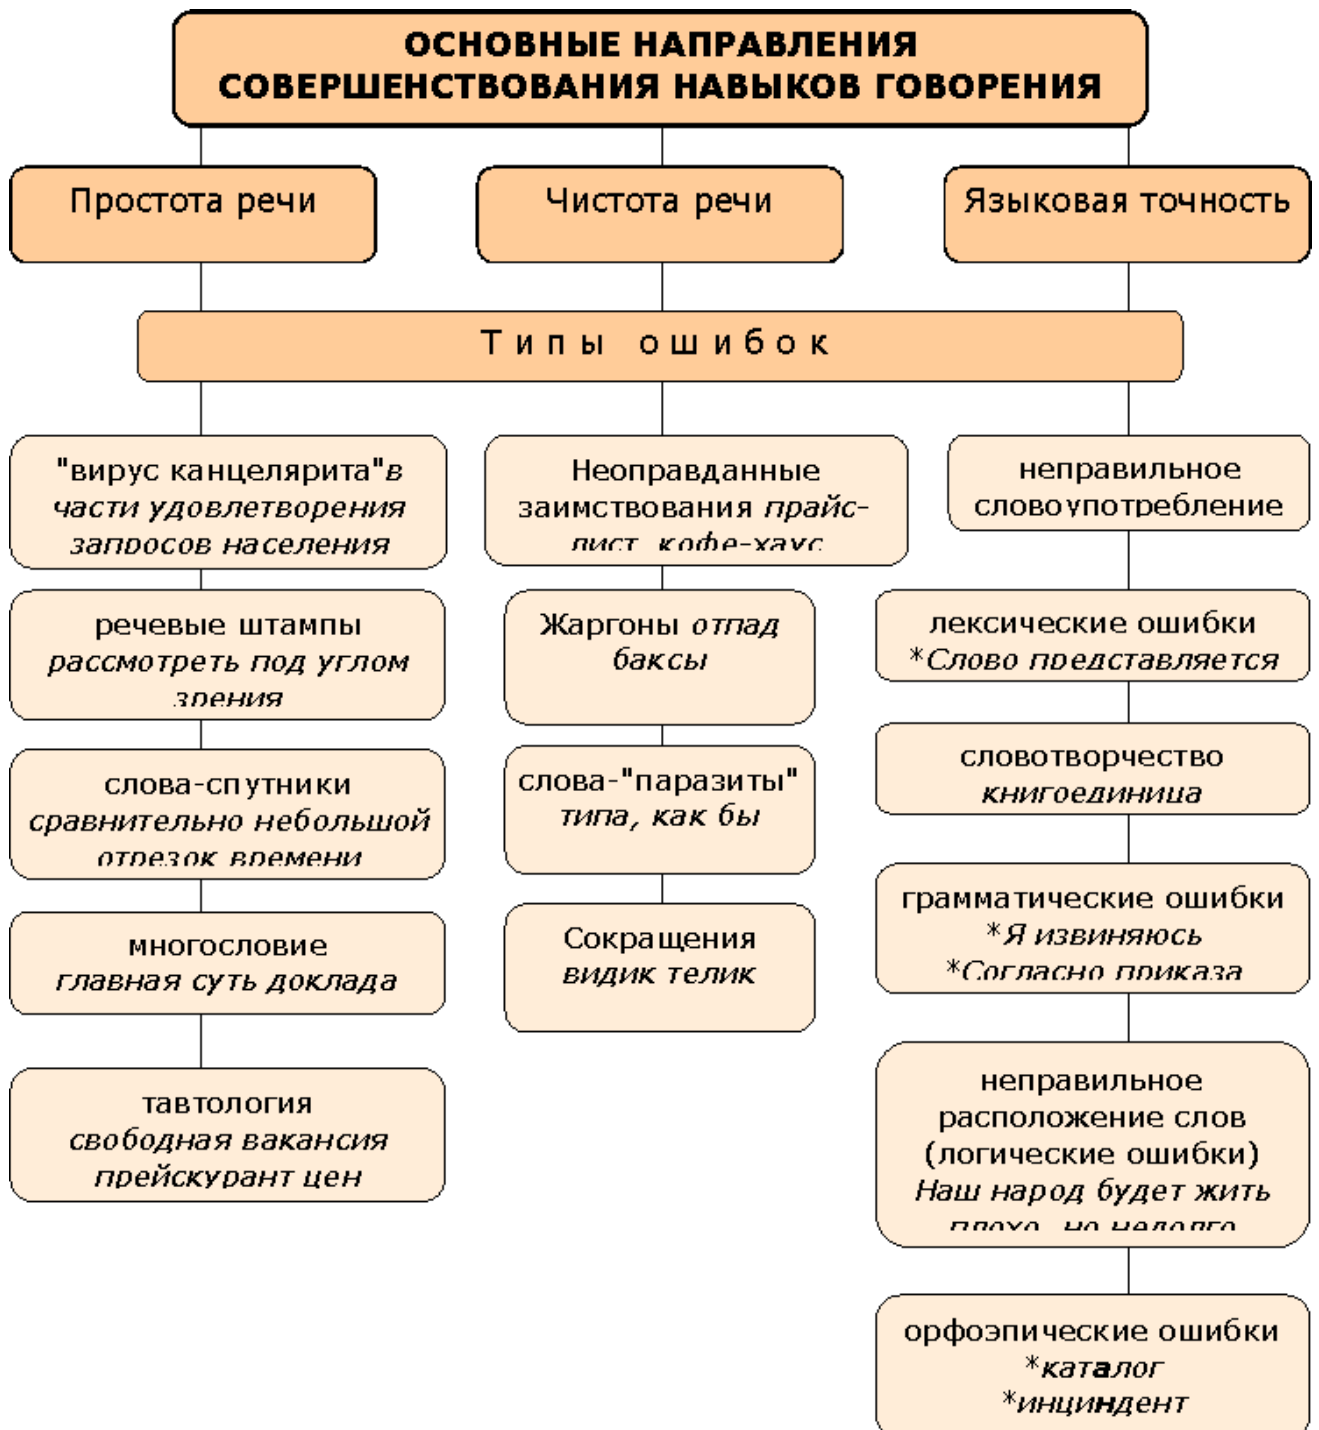 ОСНОВНЫЕ НАПРАВЛЕНИЯ
СОВЕРШЕНСТВОВАНИЯ НАВЫКОВ ГОВОРЕНИЯ
Простота речи
Чистота речи
Языковая точность
Типы ошибок
"вирус канцелярита"в
части удовлетворения
запросов населения
речевые штампы
рассмотреть под углом
зрения
слова-спутники
сравнительно небольшой
отрезок времени
многословие
главная суть доклада
тавтология
свободная вакансия
прейскурант цен
Неоправданные
заимствования прайс-
лист, кофе-хаус
Жаргоны отпад
баксы
слова-"паразиты"
типа, как бы
Сокращения
видик телик
неправильное
словоупотребление
лексические ошибки
*Слово представляется
словотворчество
книгоединица
грамматические ошибки
*Я извиняюсь
*Согласно приказа
неправильное
расположение слов
(логические ошибки)
Наш народ будет жить
плохо, но недолго
орфоэпические ошибки
*каталог
*инциндент